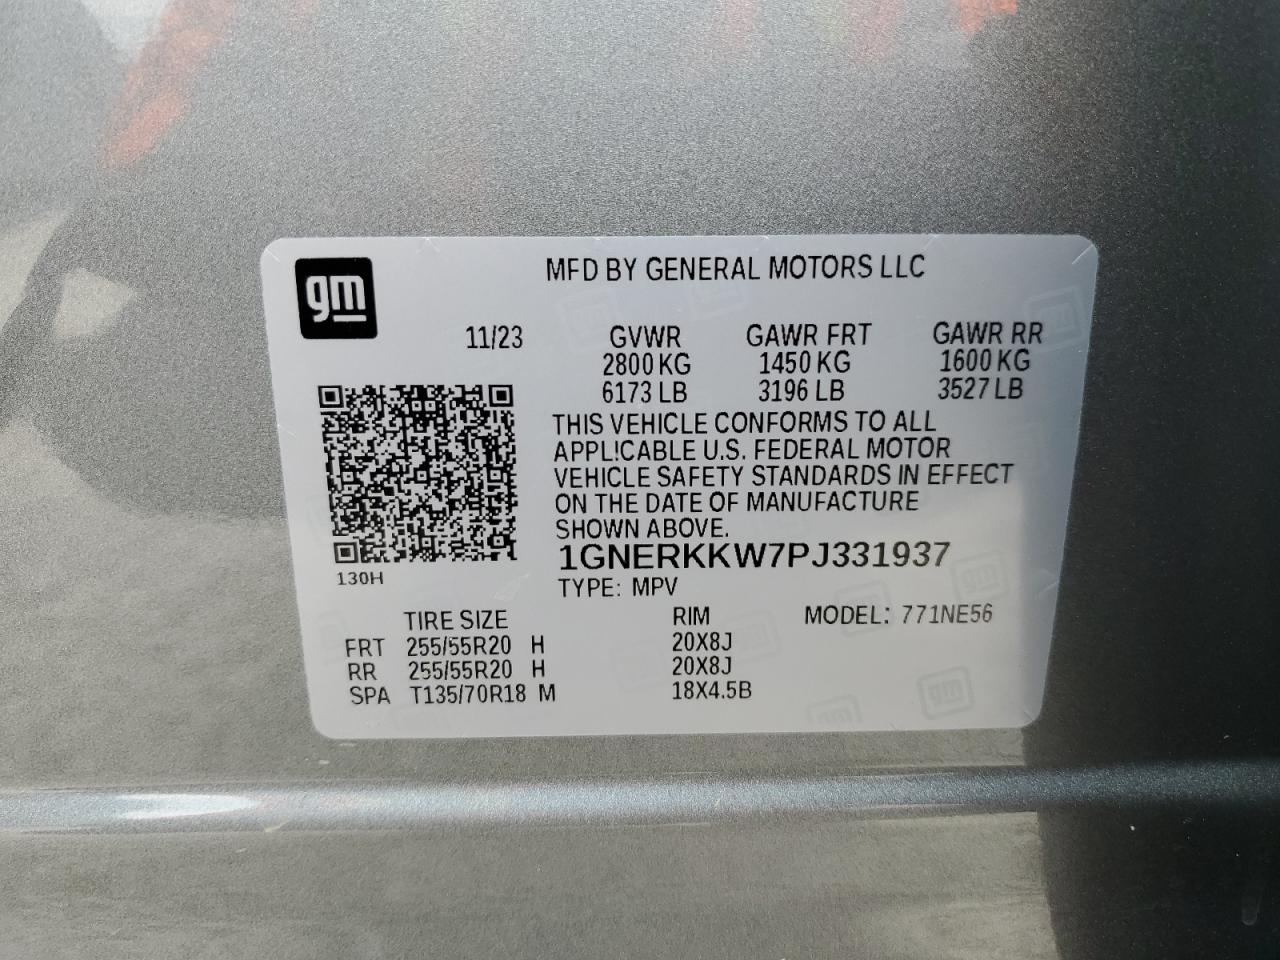 gm
MFD BY GENERAL MOTORS LLC
11/23 GVWR GAWR FRT GAWR RR
2800 KG 1450 KG 1600 KG
6173 LB 3196 LB 3527 LB
THIS VEHICLE CONFORMS TO ALL
APPLICABLE U.S. FEDERAL MOTOR
VEHICLE SAFETY STANDARDS IN EFFECT
ON THE DATE OF MANUFACTURE
SHOWN ABOVE.
1GNERKKW7PJ331937
130H
TYPE: MPV
TIRE SIZE RIM MODEL: 771NE56
FRT 255/55R20 H 20X8J
RR 255/55R20 H 20X8J
SPA T135/70R18 M 18X4.5B
gm